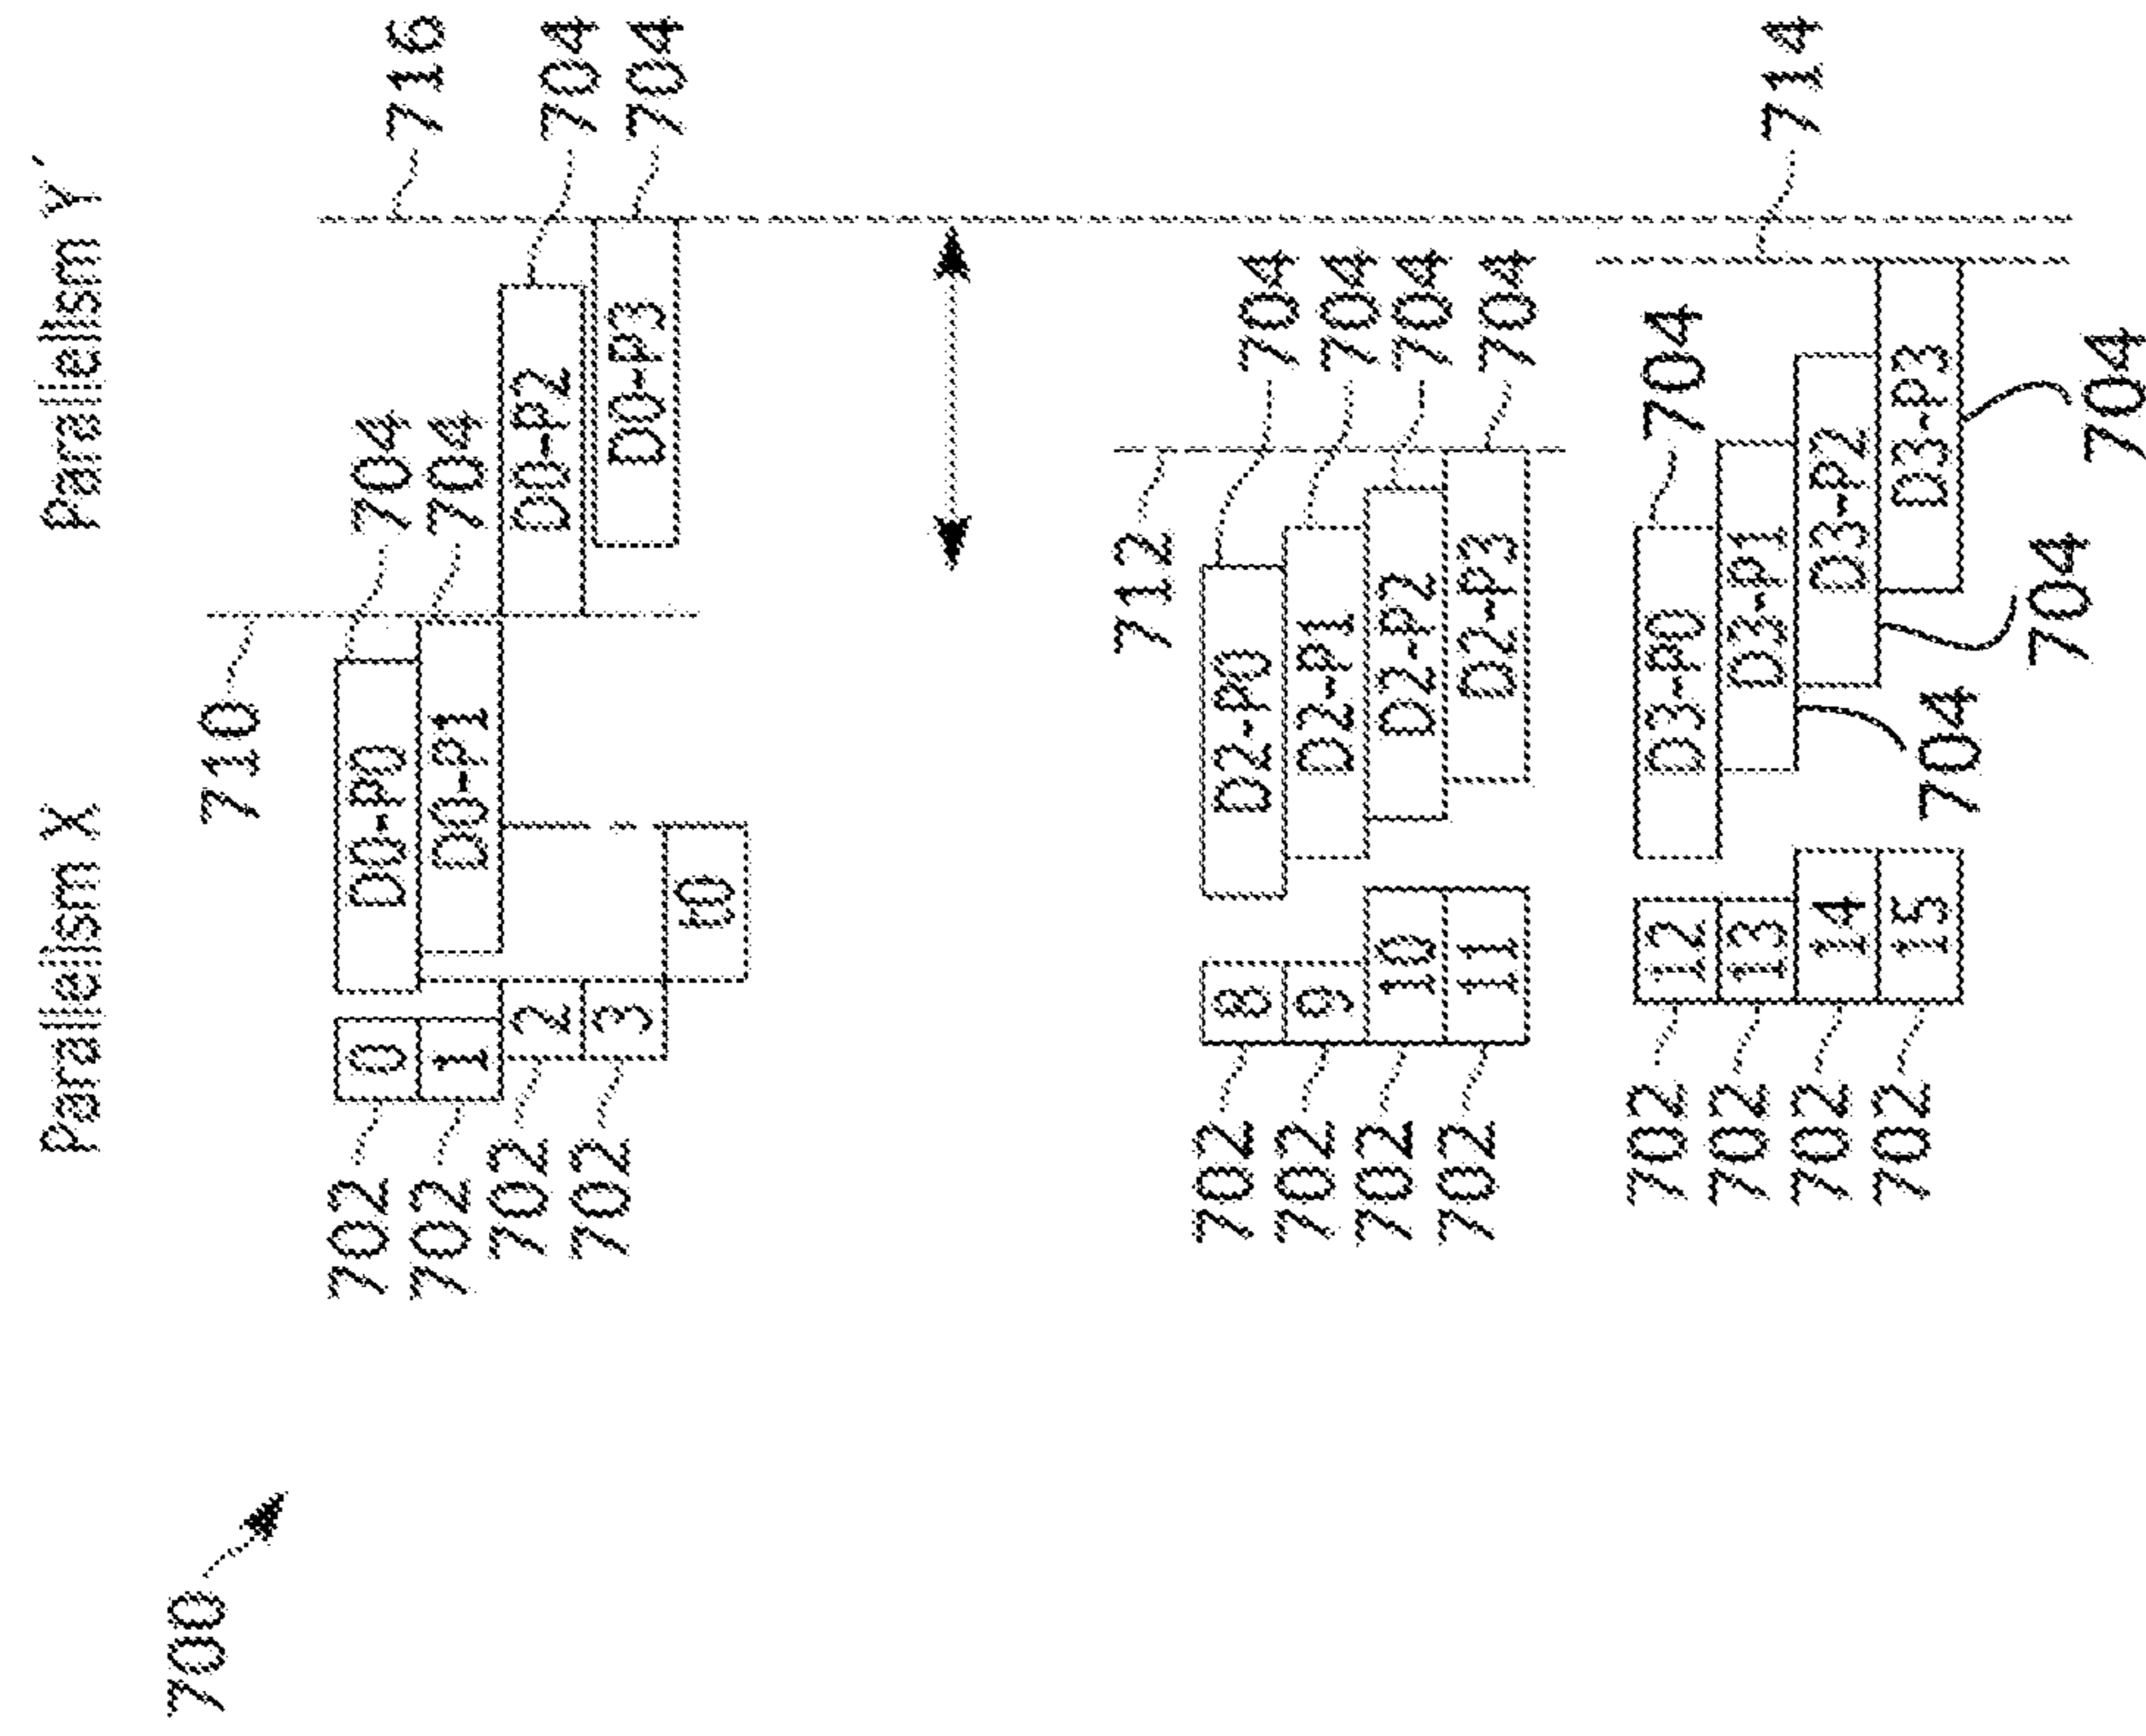 Parallelism X Parallelism Y´
700 710
702 0 D0-P0 704 716
702 1 D0-P1 704
702 2 D0-P2 704
702 3 D0-P3 704
t0
712
702 8 D2-P0 704
702 9 D2-P1 704
702 10 D2-P2 704
702 11 D2-P3 704
702 12 D3-P0 704
702 13 D3-P1 714
702 14 D3-P2
702 15 D3-P3
704
704
704